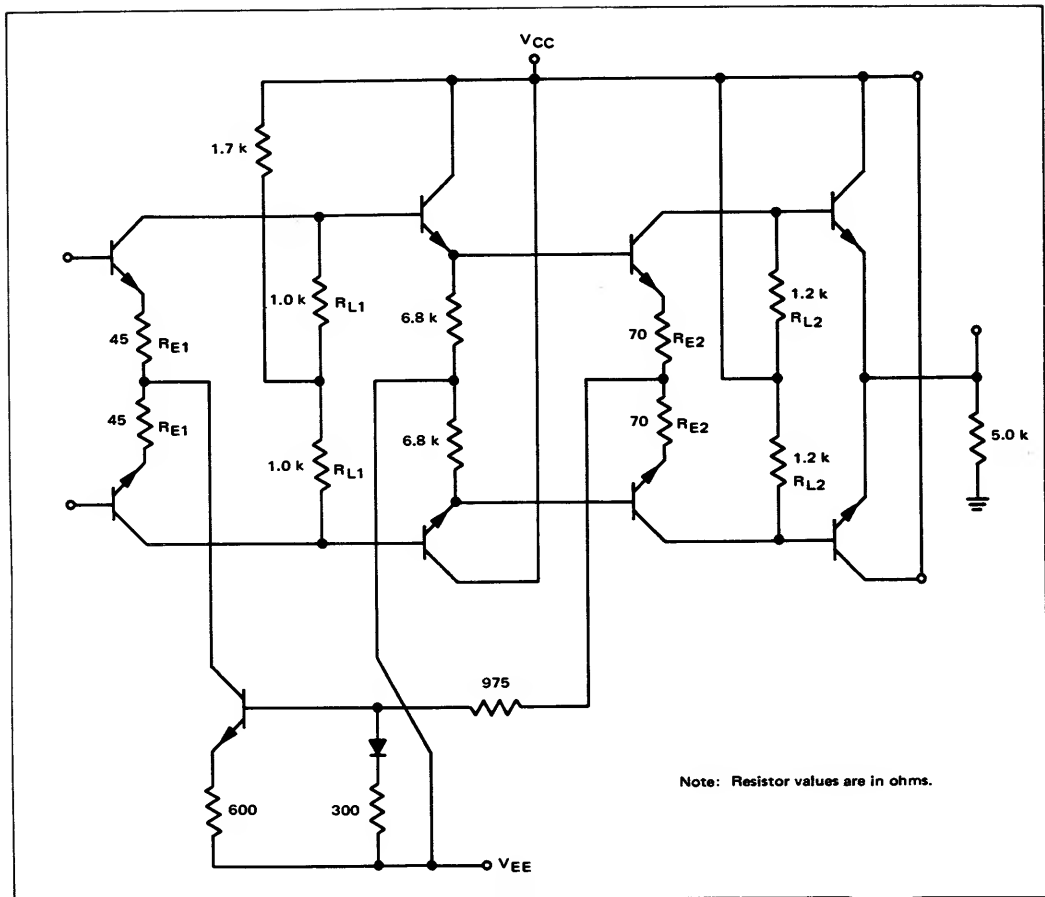 VCC
1.7 k
1.0 k RL1
45 RE1
6.8 k
70 RE2
1.2 k RL2
45 RE1
1.0 k RL1
6.8 k
70 RE2
1.2 k RL2
5.0 k
975
600
300
Note: Resistor values are in ohms.
VEE